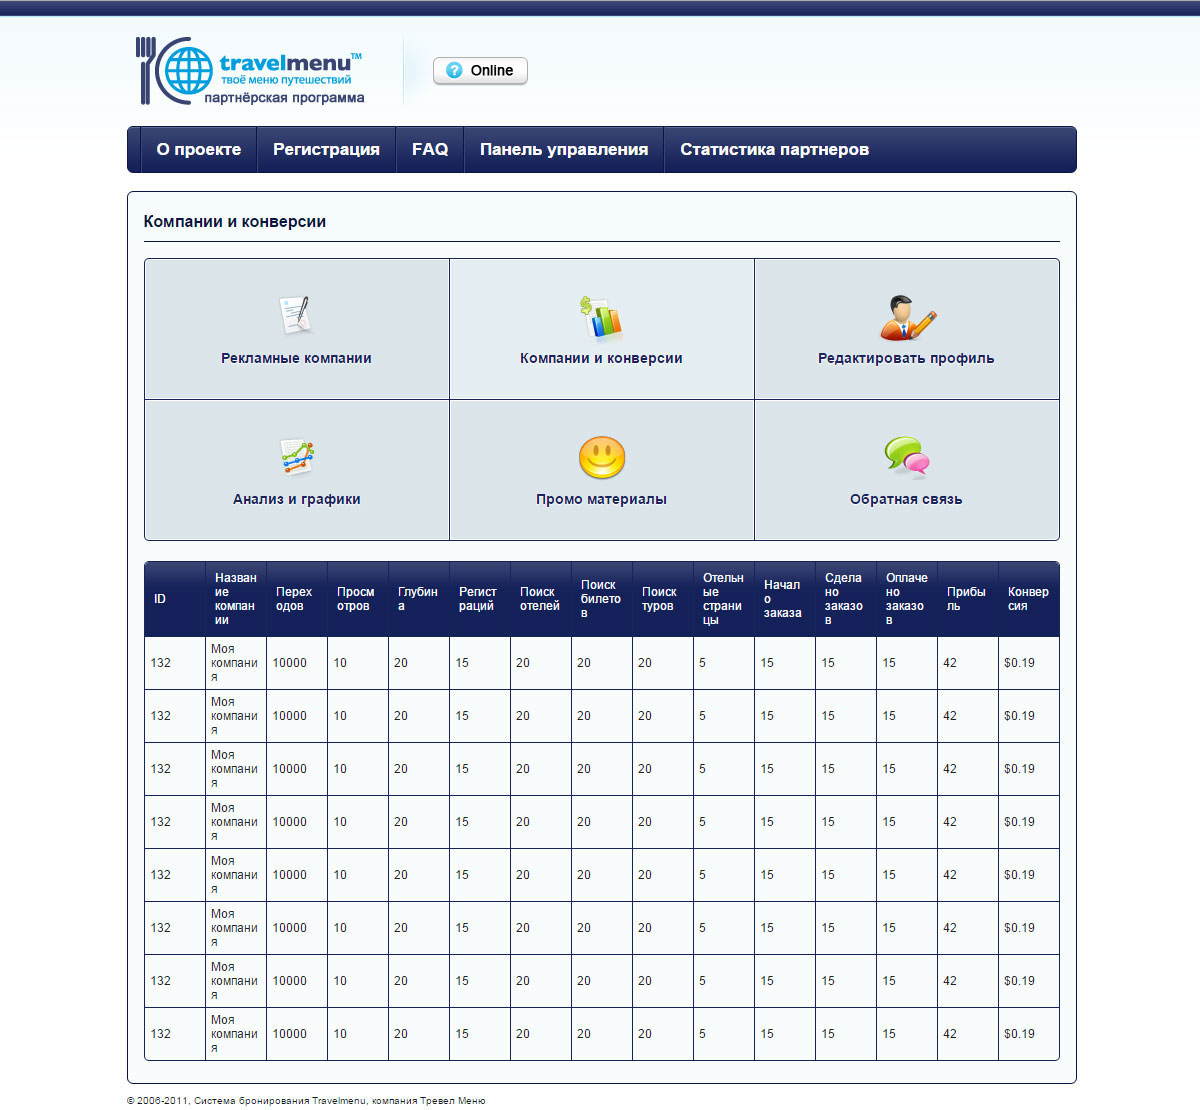 travelmenu™
твоё меню путешествий
партнёрская программа
? Online
О проекте Регистрация FAQ Панель управления Статистика партнеров
Компании и конверсии
Рекламные компании Компании и конверсии Редактировать профиль
Анализ и графики Промо материалы Обратная связь
ID Название компании Переходов Просмотров Глубина Регистраций Поиск отелей Поиск билетов Поиск туров Отельные страницы Начало заказа Сделано заказов Оплачено заказов Прибыль Конверсия
132 Моя компания 10000 10 20 15 20 20 20 5 15 15 15 42 $0.19
132 Моя компания 10000 10 20 15 20 20 20 5 15 15 15 42 $0.19
132 Моя компания 10000 10 20 15 20 20 20 5 15 15 15 42 $0.19
132 Моя компания 10000 10 20 15 20 20 20 5 15 15 15 42 $0.19
132 Моя компания 10000 10 20 15 20 20 20 5 15 15 15 42 $0.19
132 Моя компания 10000 10 20 15 20 20 20 5 15 15 15 42 $0.19
132 Моя компания 10000 10 20 15 20 20 20 5 15 15 15 42 $0.19
132 Моя компания 10000 10 20 15 20 20 20 5 15 15 15 42 $0.19
© 2006-2011, Система бронирования Travelmenu, компания Тревел Меню